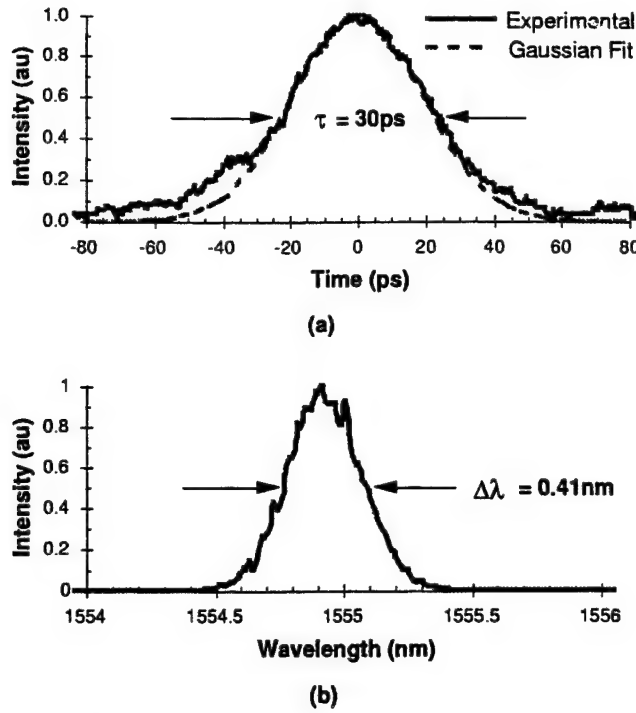 Experimental
Gaussian Fit
Intensity (au)
1.0
0.8
0.6
0.4
0.2
0.0
τ = 30ps
-80 -60 -40 -20 0 20 40 60 80
Time (ps)
(a)
Intensity (au)
1
0.8
0.6
0.4
0.2
0
Δλ = 0.41nm
1554 1554.5 1555 1555.5 1556
Wavelength (nm)
(b)